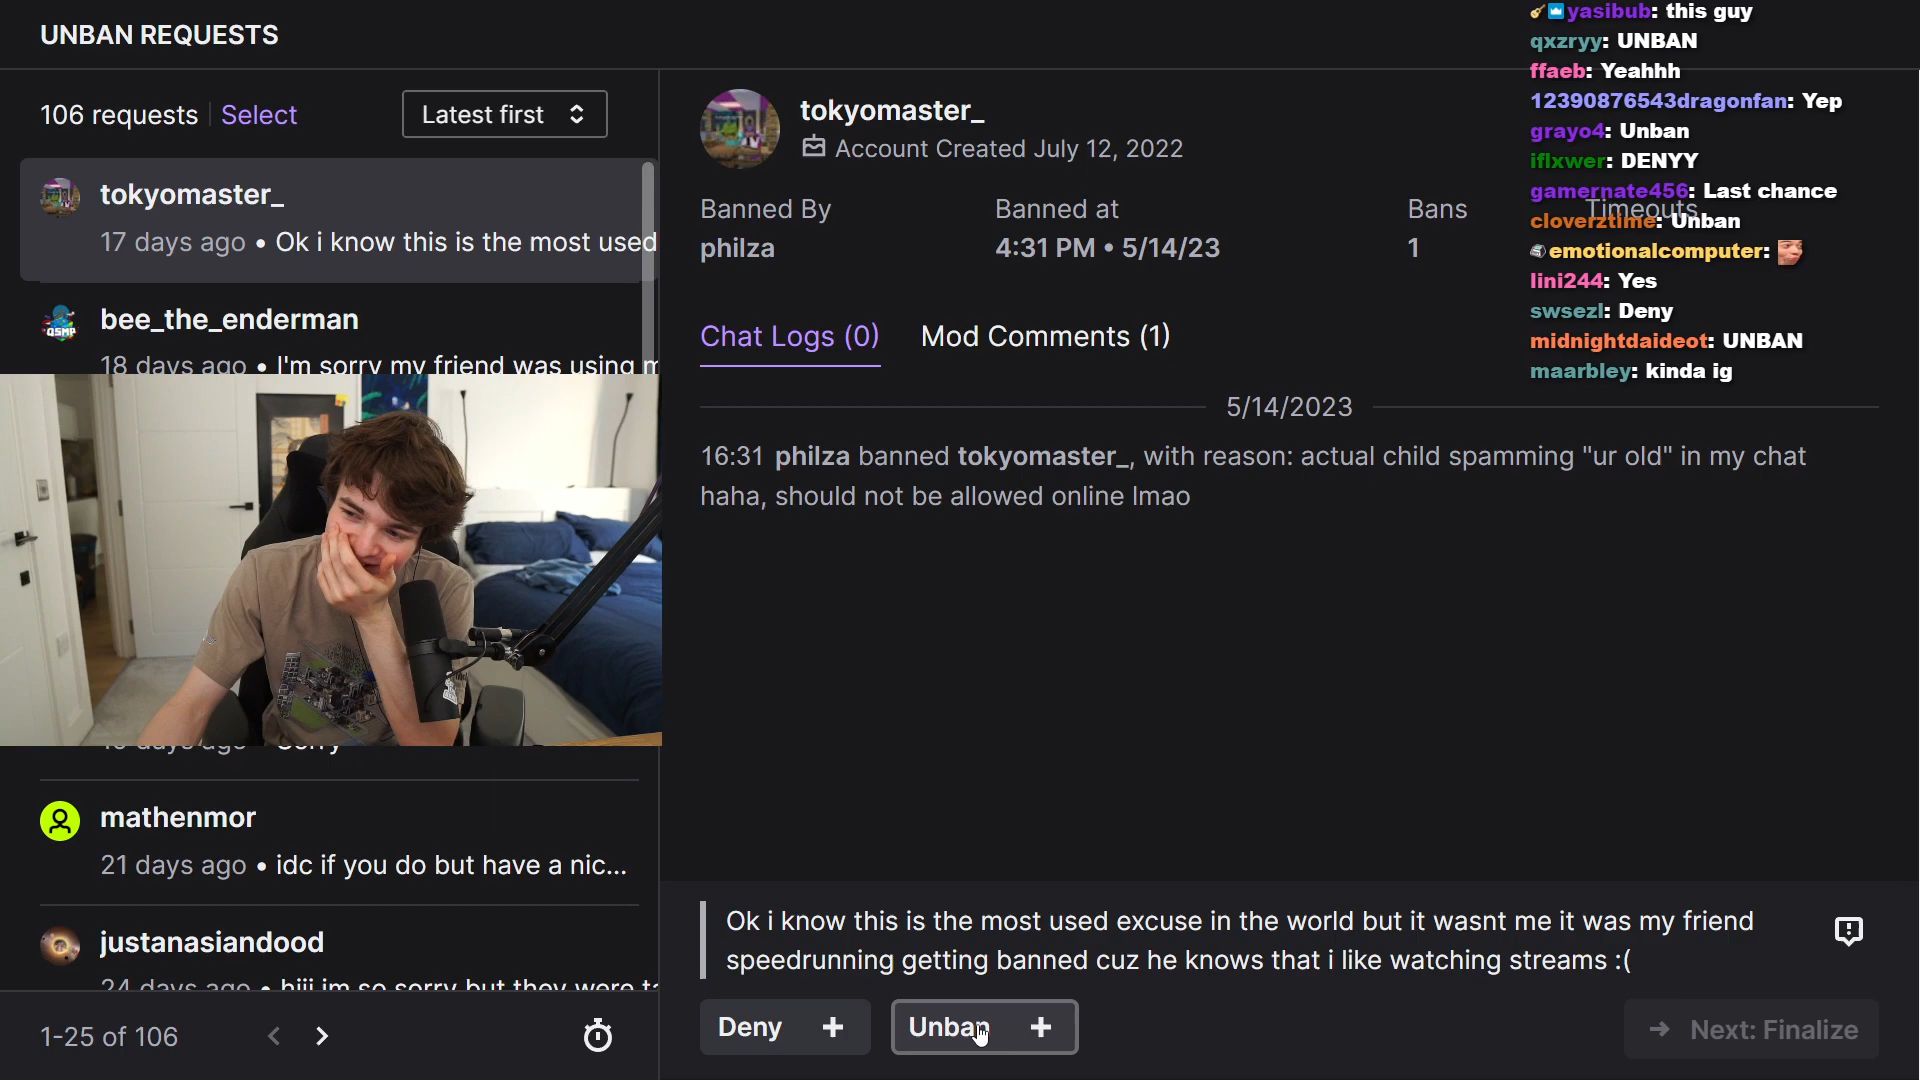 UNBAN REQUESTS
106 requests
Select
Latest first
tokyomaster_
17 days ago • Ok i know this is the most used
bee_the_enderman
18 days ago • I'm sorry my friend was using
days ago • Sorry
mathenmor
21 days ago • idc if you do but have a nic...
justanasiandood
24 days ago • hiii im so sorry but they were
1-25 of 106
tokyomaster_
Account Created July 12, 2022
Banned By
Banned at
Bans
Timeouts
philza
4:31 PM • 5/14/23
1
Chat Logs (0)
Mod Comments (1)
5/14/2023
16:31 philza banned tokyomaster_, with reason: actual child spamming "ur old" in my chat
haha, should not be allowed online lmao
Ok i know this is the most used excuse in the world but it wasnt me it was my friend
speedrunning getting banned cuz he knows that i like watching streams :(
Deny +
Unban +
→ Next: Finalize
yasibub: this guy
qxzryy: UNBAN
ffaeb: Yeahhh
12390876543dragonfan: Yep
grayo4: Unban
iflxwer: DENYY
gamernate456: Last chance
cloverztime: Unban
emotionalcomputer:
lini244: Yes
swsezl: Deny
midnightdaideot: UNBAN
maarbley: kinda ig
QSMP